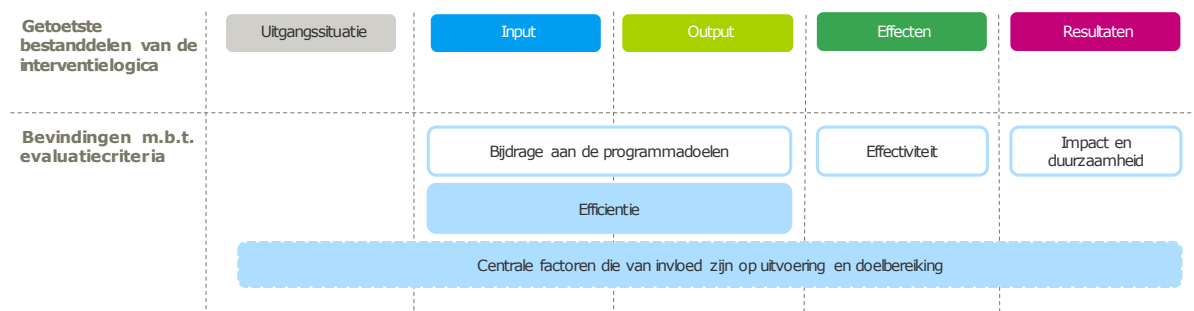 Getoetste
bestanddelen van de
interventielogica
Uitgangssituatie
Input
Output
Effecten
Resultaten
Bevindingen m.b.t.
evaluatiecriteria
Bijdrage aan de programmadoelen
Effectiviteit
Impact en
duurzaamheid
Efficientie
Centrale factoren die van invloed zijn op uitvoering en doelbereiking